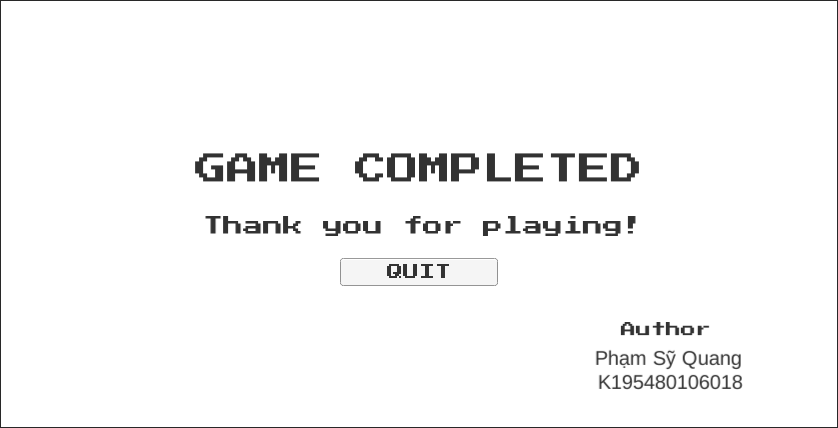 GAME COMPLETED
Thank you for playing!
QUIT
Author
Phạm Sỹ Quang
K195480106018